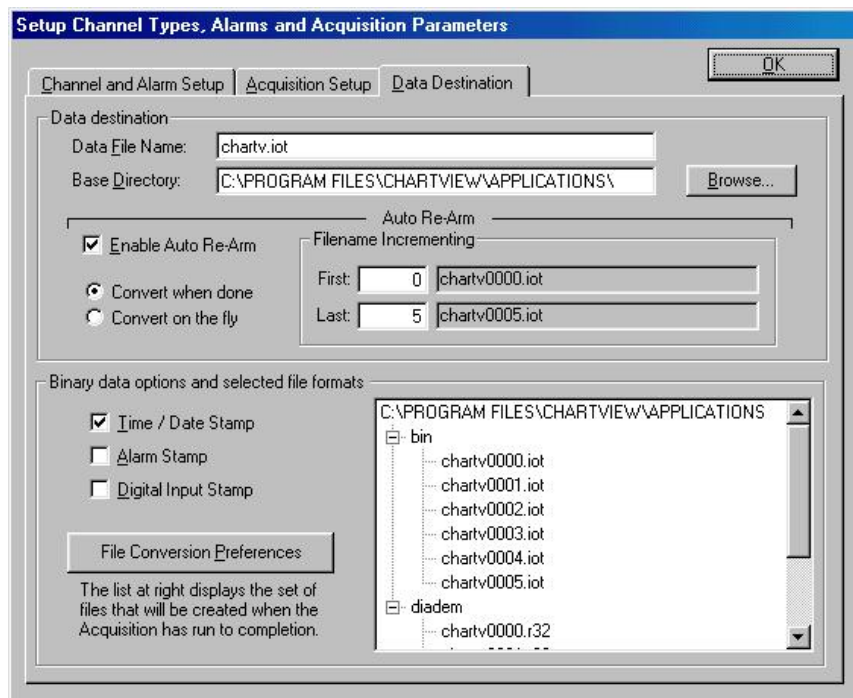 Setup Channel Types, Alarms and Acquisition Parameters
OK
Channel and Alarm Setup
Acquisition Setup
Data Destination
Data destination
Data File Name:
chartv.iot
Base Directory:
C:\PROGRAM FILES\CHARTVIEW\APPLICATIONS\
Browse...
Auto Re-Arm
Enable Auto Re-Arm
Convert when done
Convert on the fly
Filename Incrementing
First:
0
chartv0000.iot
Last:
5
chartv0005.iot
Binary data options and selected file formats
Time / Date Stamp
Alarm Stamp
Digital Input Stamp
File Conversion Preferences
The list at right displays the set of
files that will be created when the
Acquisition has run to completion.
C:\PROGRAM FILES\CHARTVIEW\APPLICATIONS
bin
chartv0000.iot
chartv0001.iot
chartv0002.iot
chartv0003.iot
chartv0004.iot
chartv0005.iot
diadem
chartv0000.r32